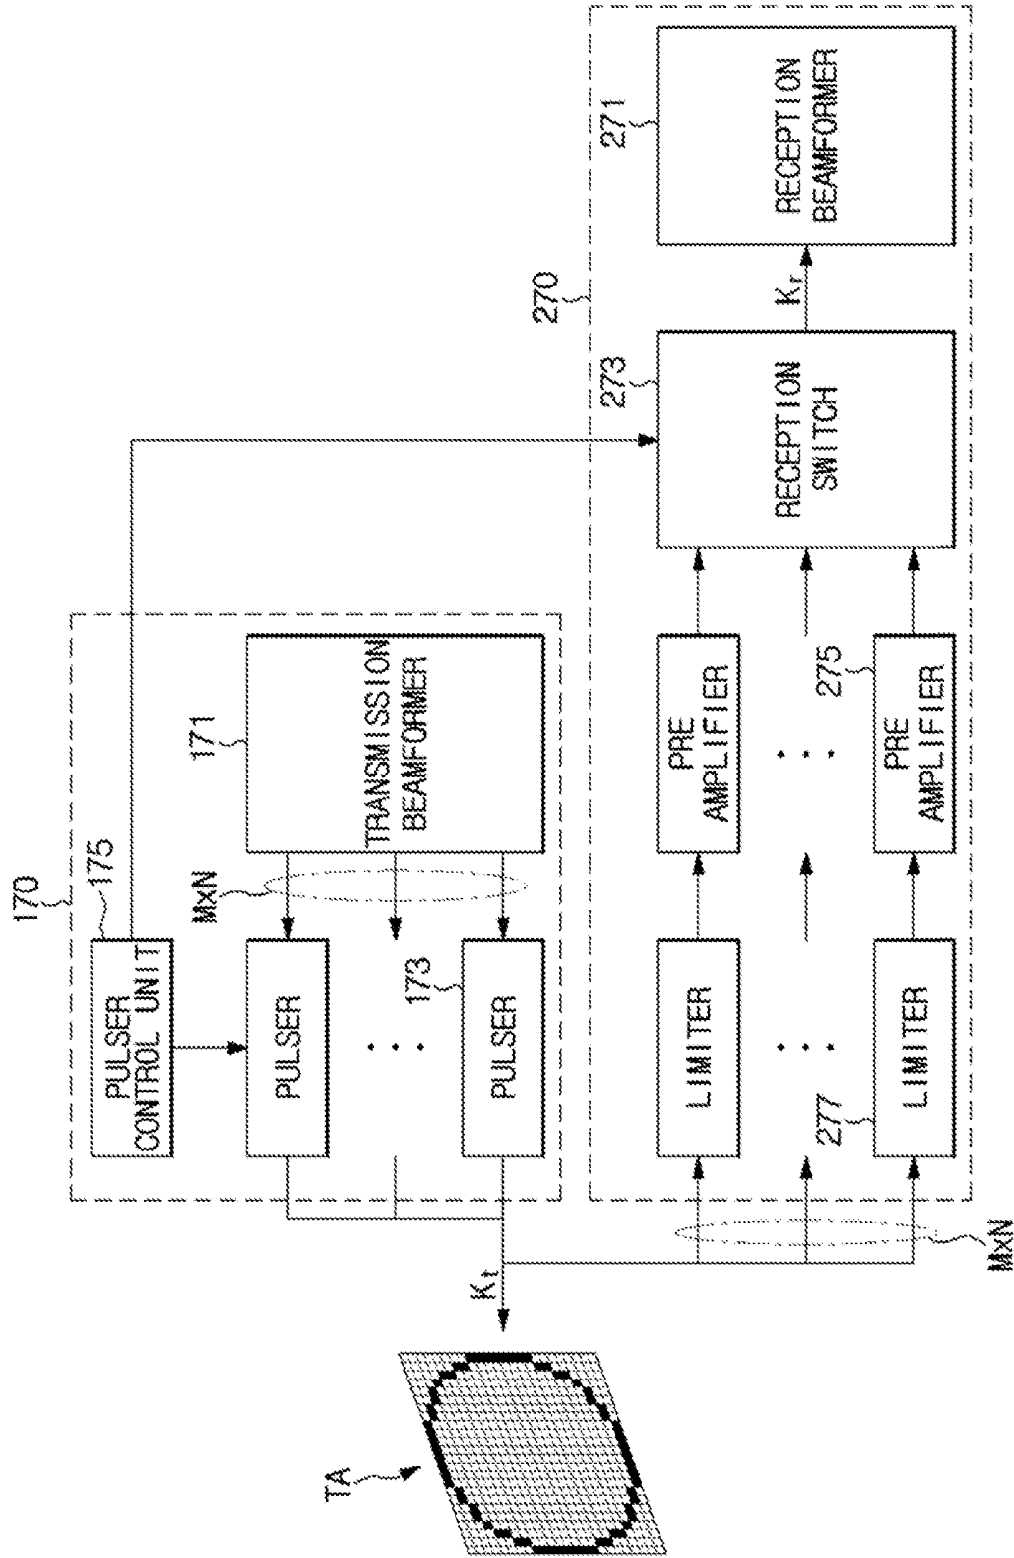 170
175
PULSER
CONTROL UNIT
171
TRANSMISSION
BEAMFORMER
MxN
PULSER
173
PULSER
Kt
TA
270
271
RECEPTION
BEAMFORMER
Kr
273
RECEPTION
SWITCH
PRE
AMPLIFIER
275
PRE
AMPLIFIER
LIMITER
277
LIMITER
MxN